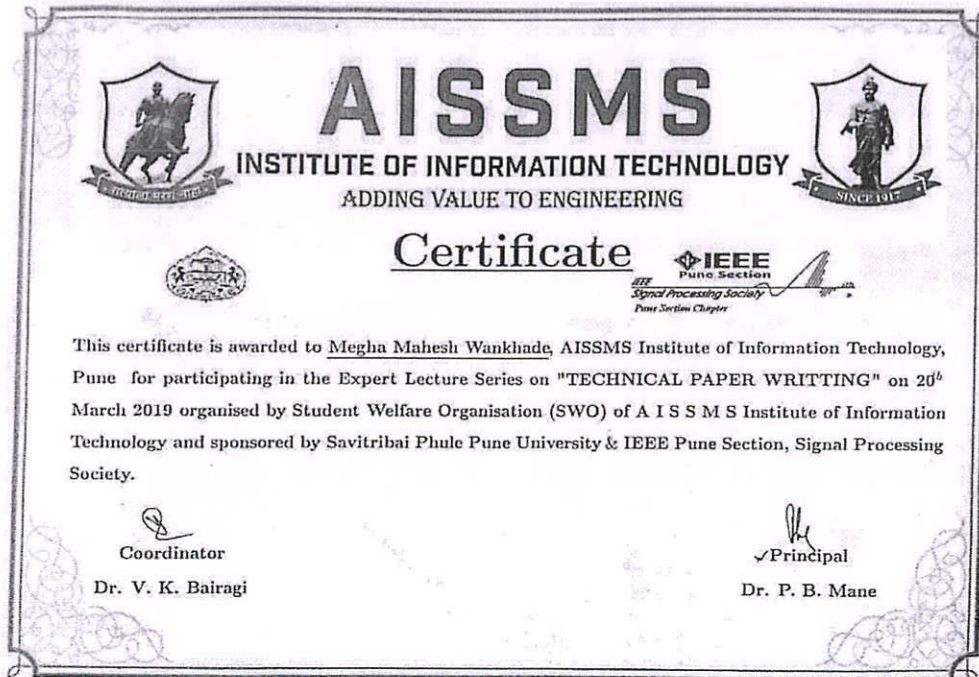 AISSMS
INSTITUTE OF INFORMATION TECHNOLOGY
ADDING VALUE TO ENGINEERING
SINCE 1917
Certificate
IEEE
Pune Section
IEEE
Signal Processing Society
Pune Section Chapter
This certificate is awarded to Megha Mahesh Wankhade, AISSMS Institute of Information Technology,
Pune for participating in the Expert Lecture Series on "TECHNICAL PAPER WRITTING" on 20th
March 2019 organised by Student Welfare Organisation (SWO) of A I S S M S Institute of Information
Technology and sponsored by Savitribai Phule Pune University & IEEE Pune Section, Signal Processing
Society.
Coordinator
Dr. V. K. Bairagi
Principal
Dr. P. B. Mane